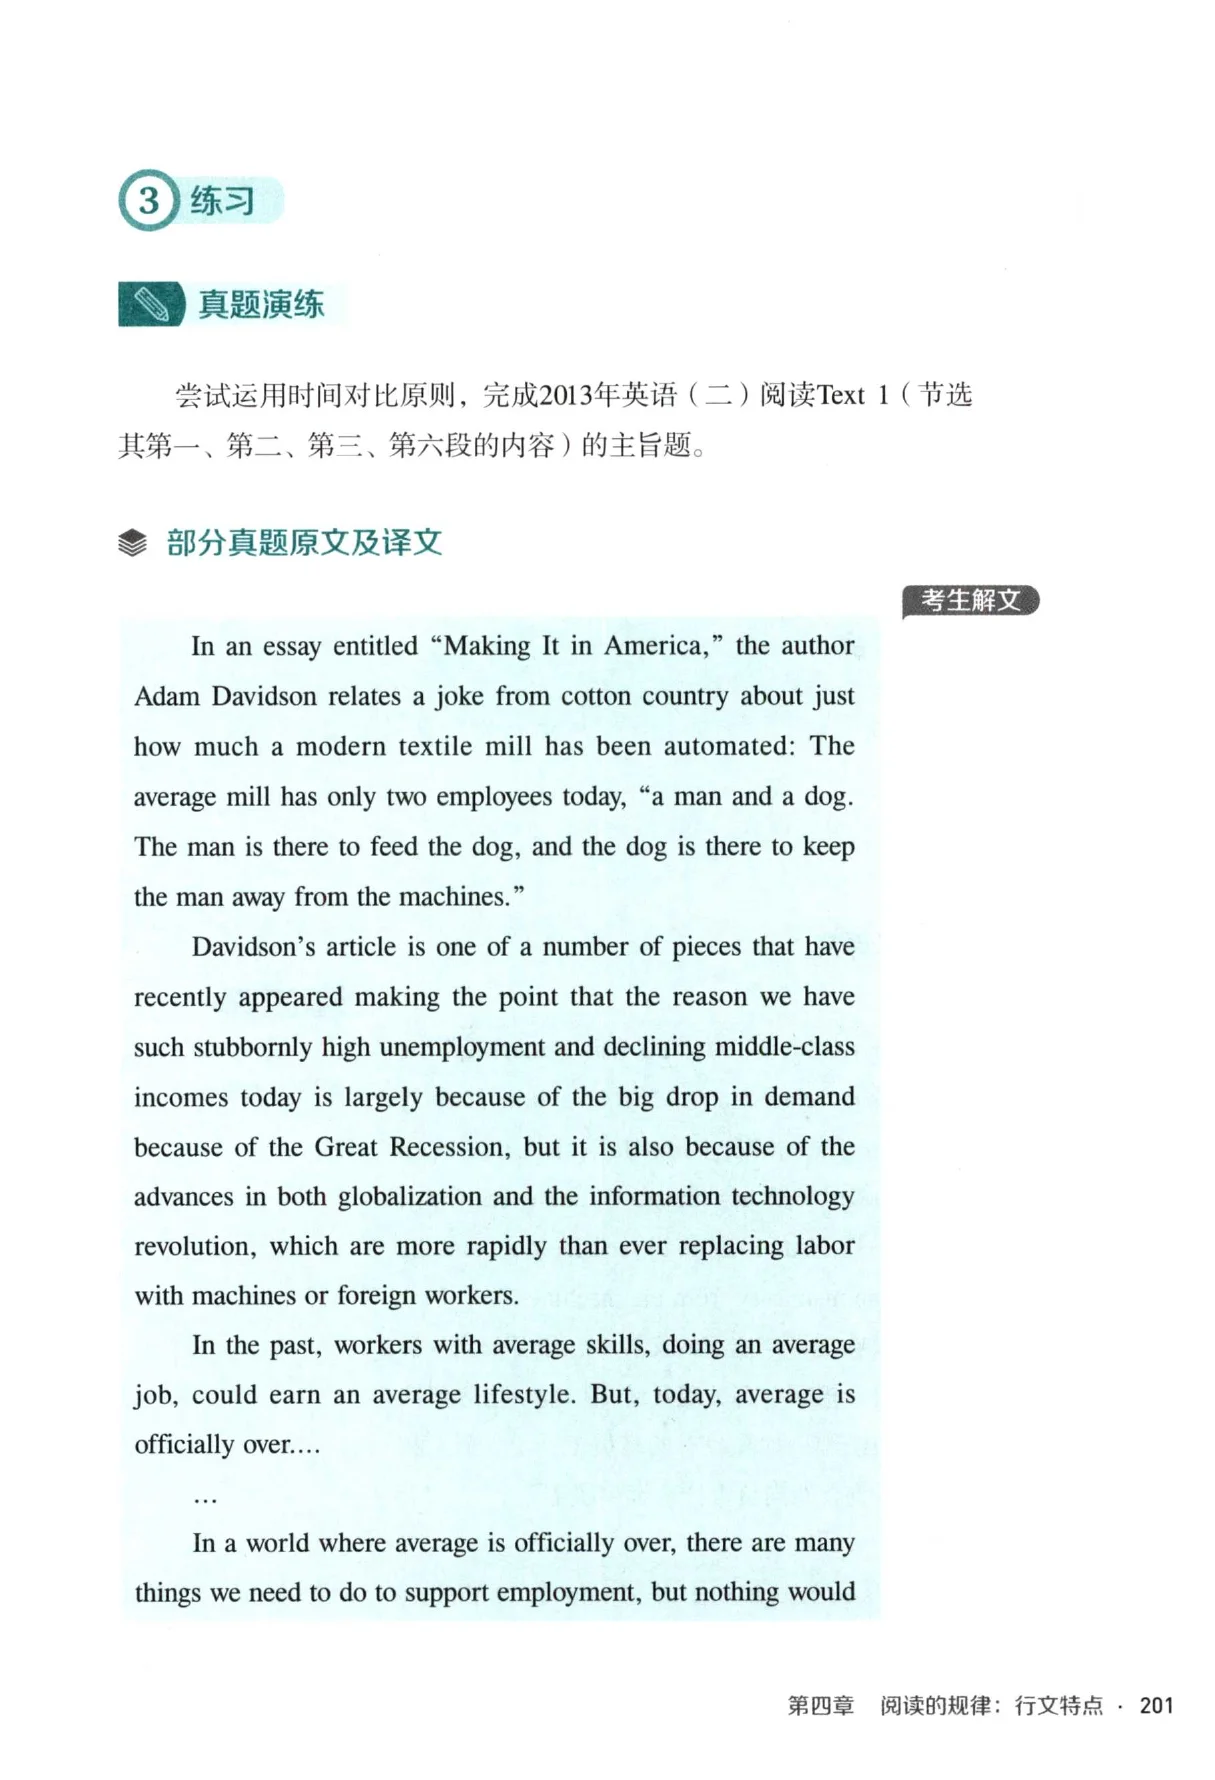 3 练习
真题演练
尝试运用时间对比原则，完成2013年英语（二）阅读Text 1（节选
其第一、第二、第三、第六段的内容）的主旨题。
部分真题原文及译文
考生解文
In an essay entitled “Making It in America,” the author
Adam Davidson relates a joke from cotton country about just
how much a modern textile mill has been automated: The
average mill has only two employees today, “a man and a dog.
The man is there to feed the dog, and the dog is there to keep
the man away from the machines.”
Davidson’s article is one of a number of pieces that have
recently appeared making the point that the reason we have
such stubbornly high unemployment and declining middle-class
incomes today is largely because of the big drop in demand
because of the Great Recession, but it is also because of the
advances in both globalization and the information technology
revolution, which are more rapidly than ever replacing labor
with machines or foreign workers.
In the past, workers with average skills, doing an average
job, could earn an average lifestyle. But, today, average is
officially over.…
…
In a world where average is officially over, there are many
things we need to do to support employment, but nothing would
第四章 阅读的规律：行文特点 · 201